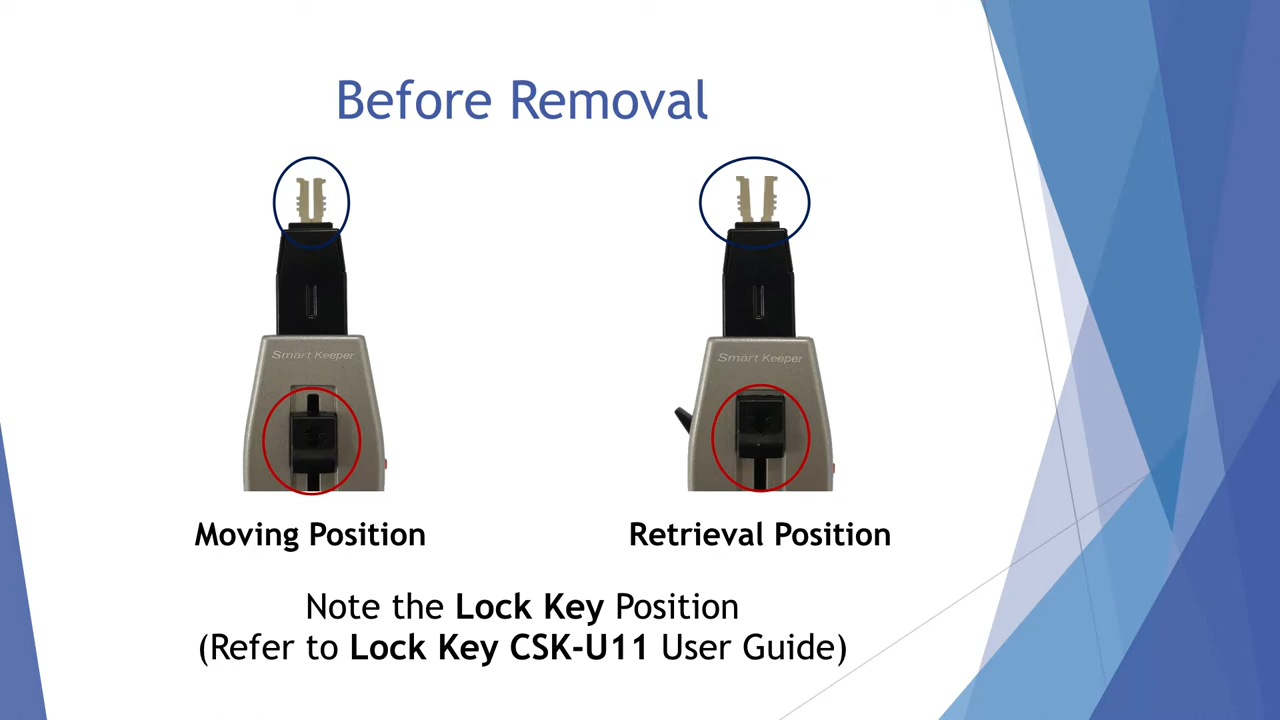 Before Removal
Smart Keeper
Smart Keeper
Moving Position
Retrieval Position
Note the Lock Key Position
(Refer to Lock Key CSK-U11 User Guide)